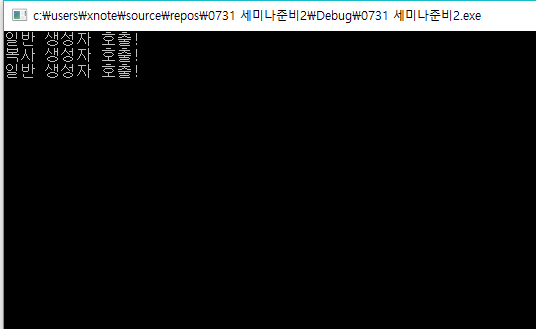 c:₩users₩xnote₩source₩repos₩0731 세미나준비2₩Debug₩0731 세미나준비2.exe
일반 생성자 호출!
복사 생성자 호출!
일반 생성자 호출!